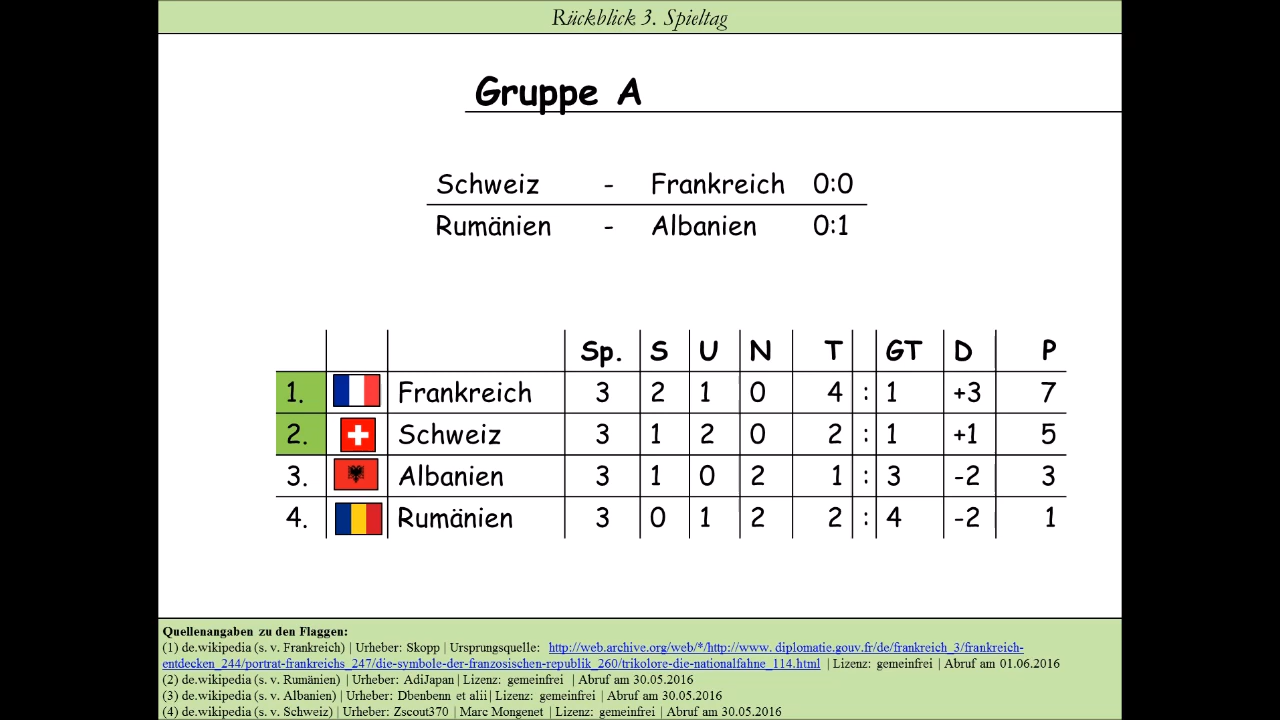 Rückblick 3. Spieltag
Gruppe A
Schweiz - Frankreich 0:0
Rumänien - Albanien 0:1
Sp. S U N T GT D P
1. Frankreich 3 2 1 0 4 : 1 +3 7
2. Schweiz 3 1 2 0 2 : 1 +1 5
3. Albanien 3 1 0 2 1 : 3 -2 3
4. Rumänien 3 0 1 2 2 : 4 -2 1
Quellenangaben zu den Flaggen:
(1) de.wikipedia (s. v. Frankreich) | Urheber: Skopp | Ursprungsquelle: http://web.archive.org/web/*/http://www. diplomatie.gouv.fr/de/frankreich_3/frankreich-
entdecken_244/portrat-frankreichs_247/die-symbole-der-franzosischen-republik_260/trikolore-die-nationalfahne_114.html | Lizenz: gemeinfrei | Abruf am 01.06.2016
(2) de.wikipedia (s. v. Rumänien) | Urheber: AdiJapan | Lizenz: gemeinfrei | Abruf am 30.05.2016
(3) de.wikipedia (s. v. Albanien) | Urheber: Dbenbenn et alii | Lizenz: gemeinfrei | Abruf am 30.05.2016
(4) de.wikipedia (s. v. Schweiz) | Urheber: Zscout370 | Marc Mongenet | Lizenz: gemeinfrei | Abruf am 30.05.2016